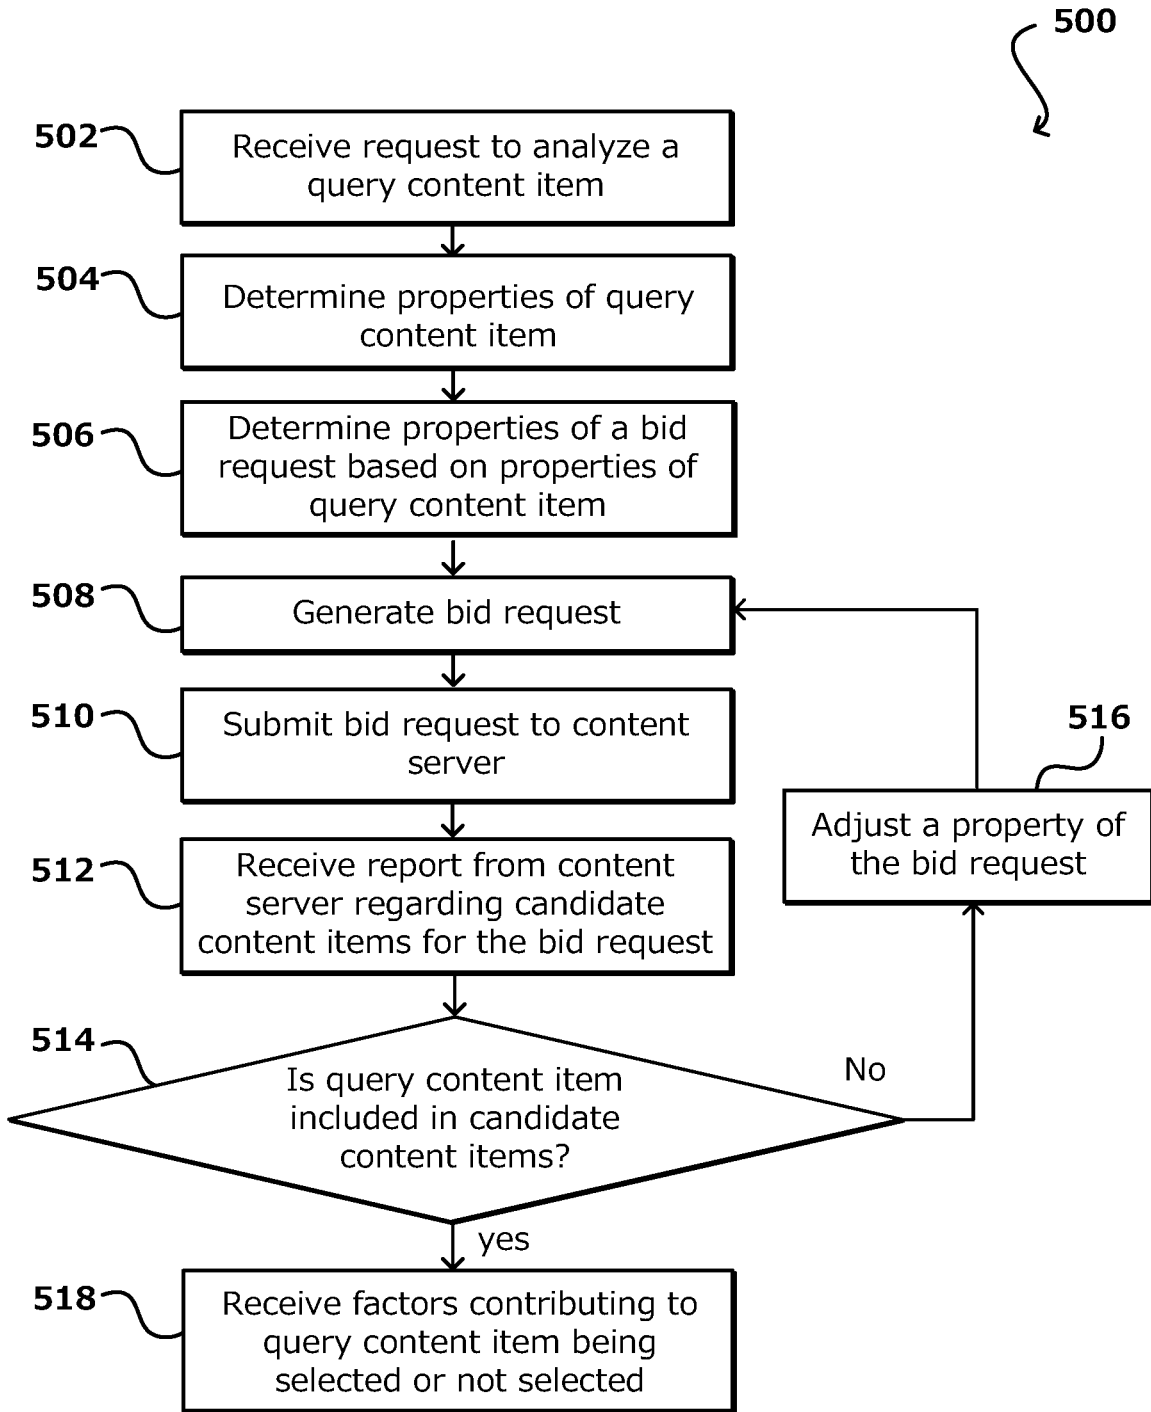 500
502
Receive request to analyze a
query content item
504
Determine properties of query
content item
506
Determine properties of a bid
request based on properties of
query content item
508
Generate bid request
510
Submit bid request to content
server
516
Adjust a property of
the bid request
512
Receive report from content
server regarding candidate
content items for the bid request
514
Is query content item
included in candidate
content items?
No
yes
518
Receive factors contributing to
query content item being
selected or not selected